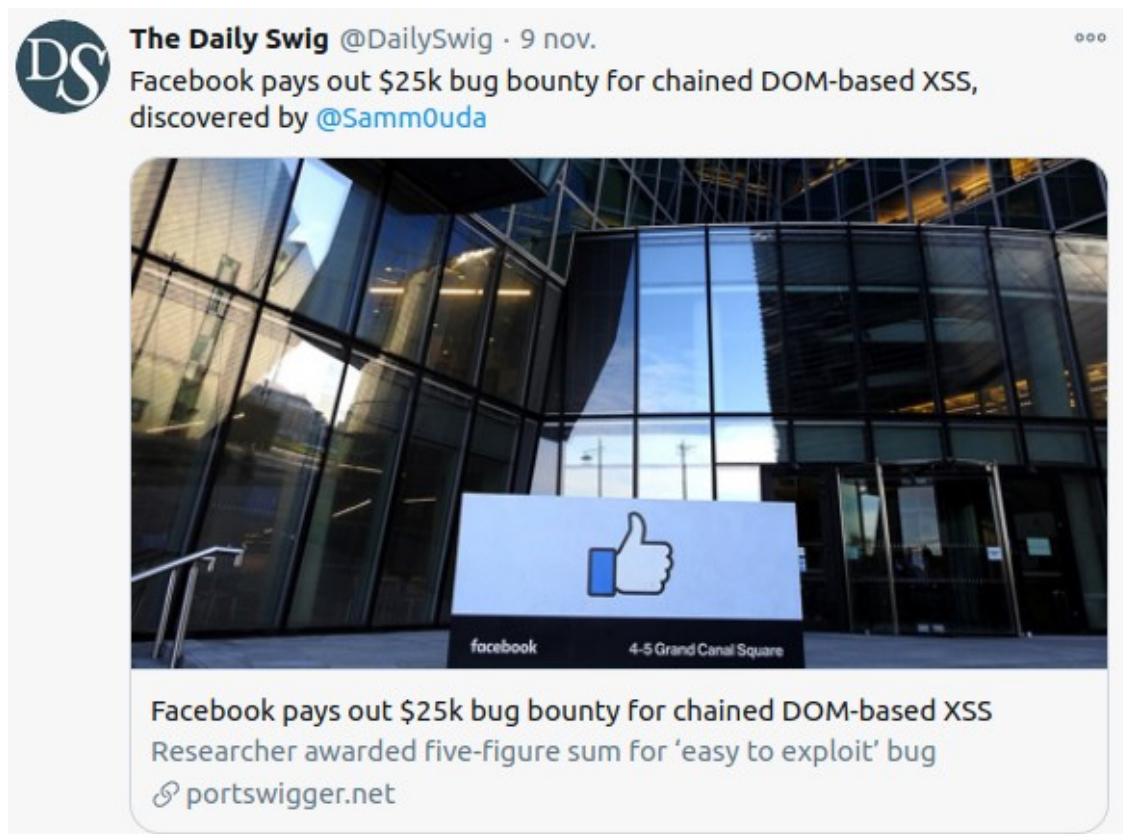 DS
The Daily Swig @DailySwig · 9 nov.
Facebook pays out $25k bug bounty for chained DOM-based XSS,
discovered by @Samm0uda
facebook
4-5 Grand Canal Square
Facebook pays out $25k bug bounty for chained DOM-based XSS
Researcher awarded five-figure sum for ‘easy to exploit’ bug
portswigger.net